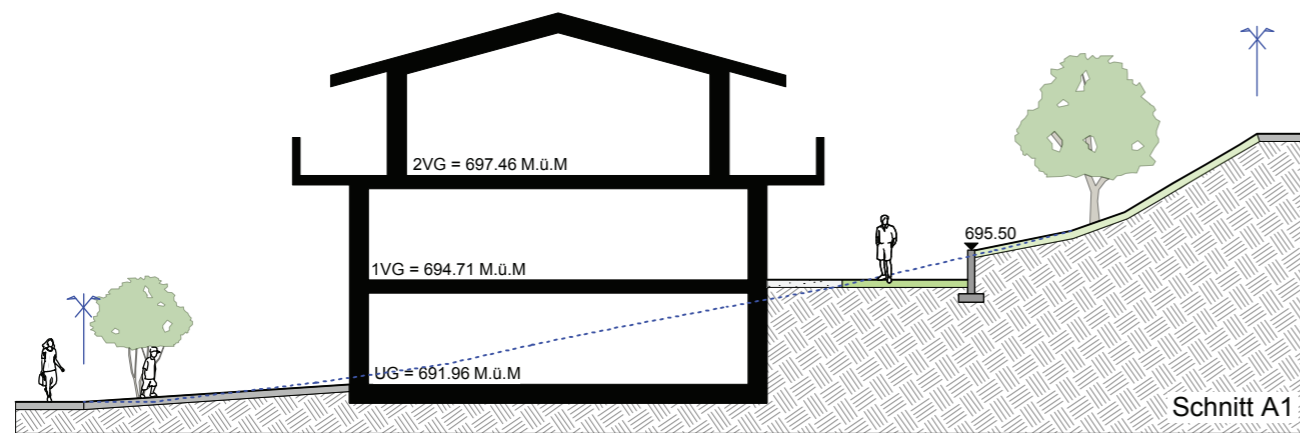 2VG = 697.46 M.ü.M
695.50
1VG = 694.71 M.ü.M
UG = 691.96 M.ü.M
Schnitt A1